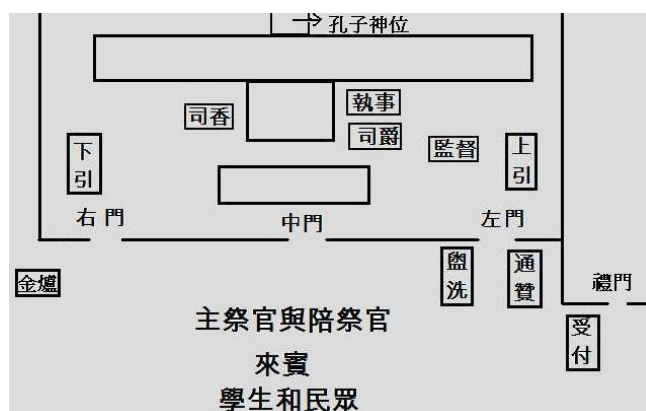 孔子神位
司香
執事
司爵
監督
下引
上引
右門
中門
左門
盥洗
通贊
金爐
禮門
受付
主祭官與陪祭官
來賓
學生和民眾